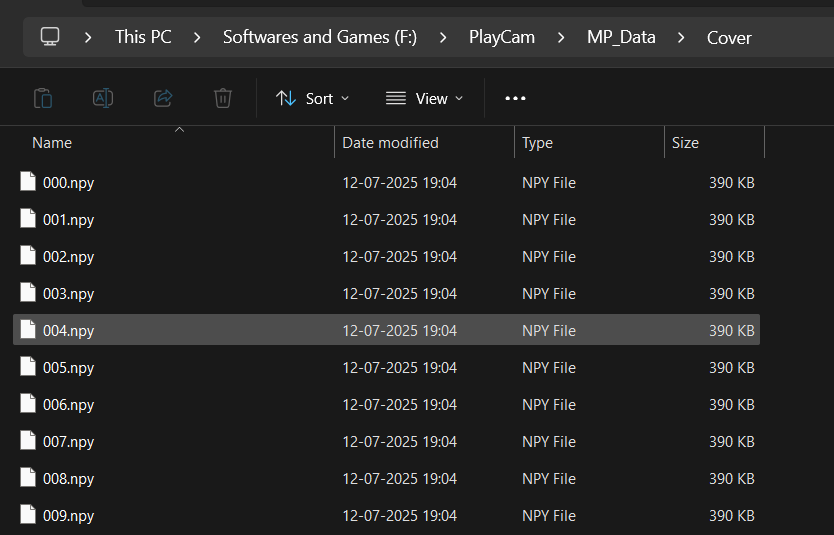 This PC > Softwares and Games (F:) > PlayCam > MP_Data > Cover
Sort View
Name Date modified Type Size
000.npy 12-07-2025 19:04 NPY File 390 KB
001.npy 12-07-2025 19:04 NPY File 390 KB
002.npy 12-07-2025 19:04 NPY File 390 KB
003.npy 12-07-2025 19:04 NPY File 390 KB
004.npy 12-07-2025 19:04 NPY File 390 KB
005.npy 12-07-2025 19:04 NPY File 390 KB
006.npy 12-07-2025 19:04 NPY File 390 KB
007.npy 12-07-2025 19:04 NPY File 390 KB
008.npy 12-07-2025 19:04 NPY File 390 KB
009.npy 12-07-2025 19:04 NPY File 390 KB